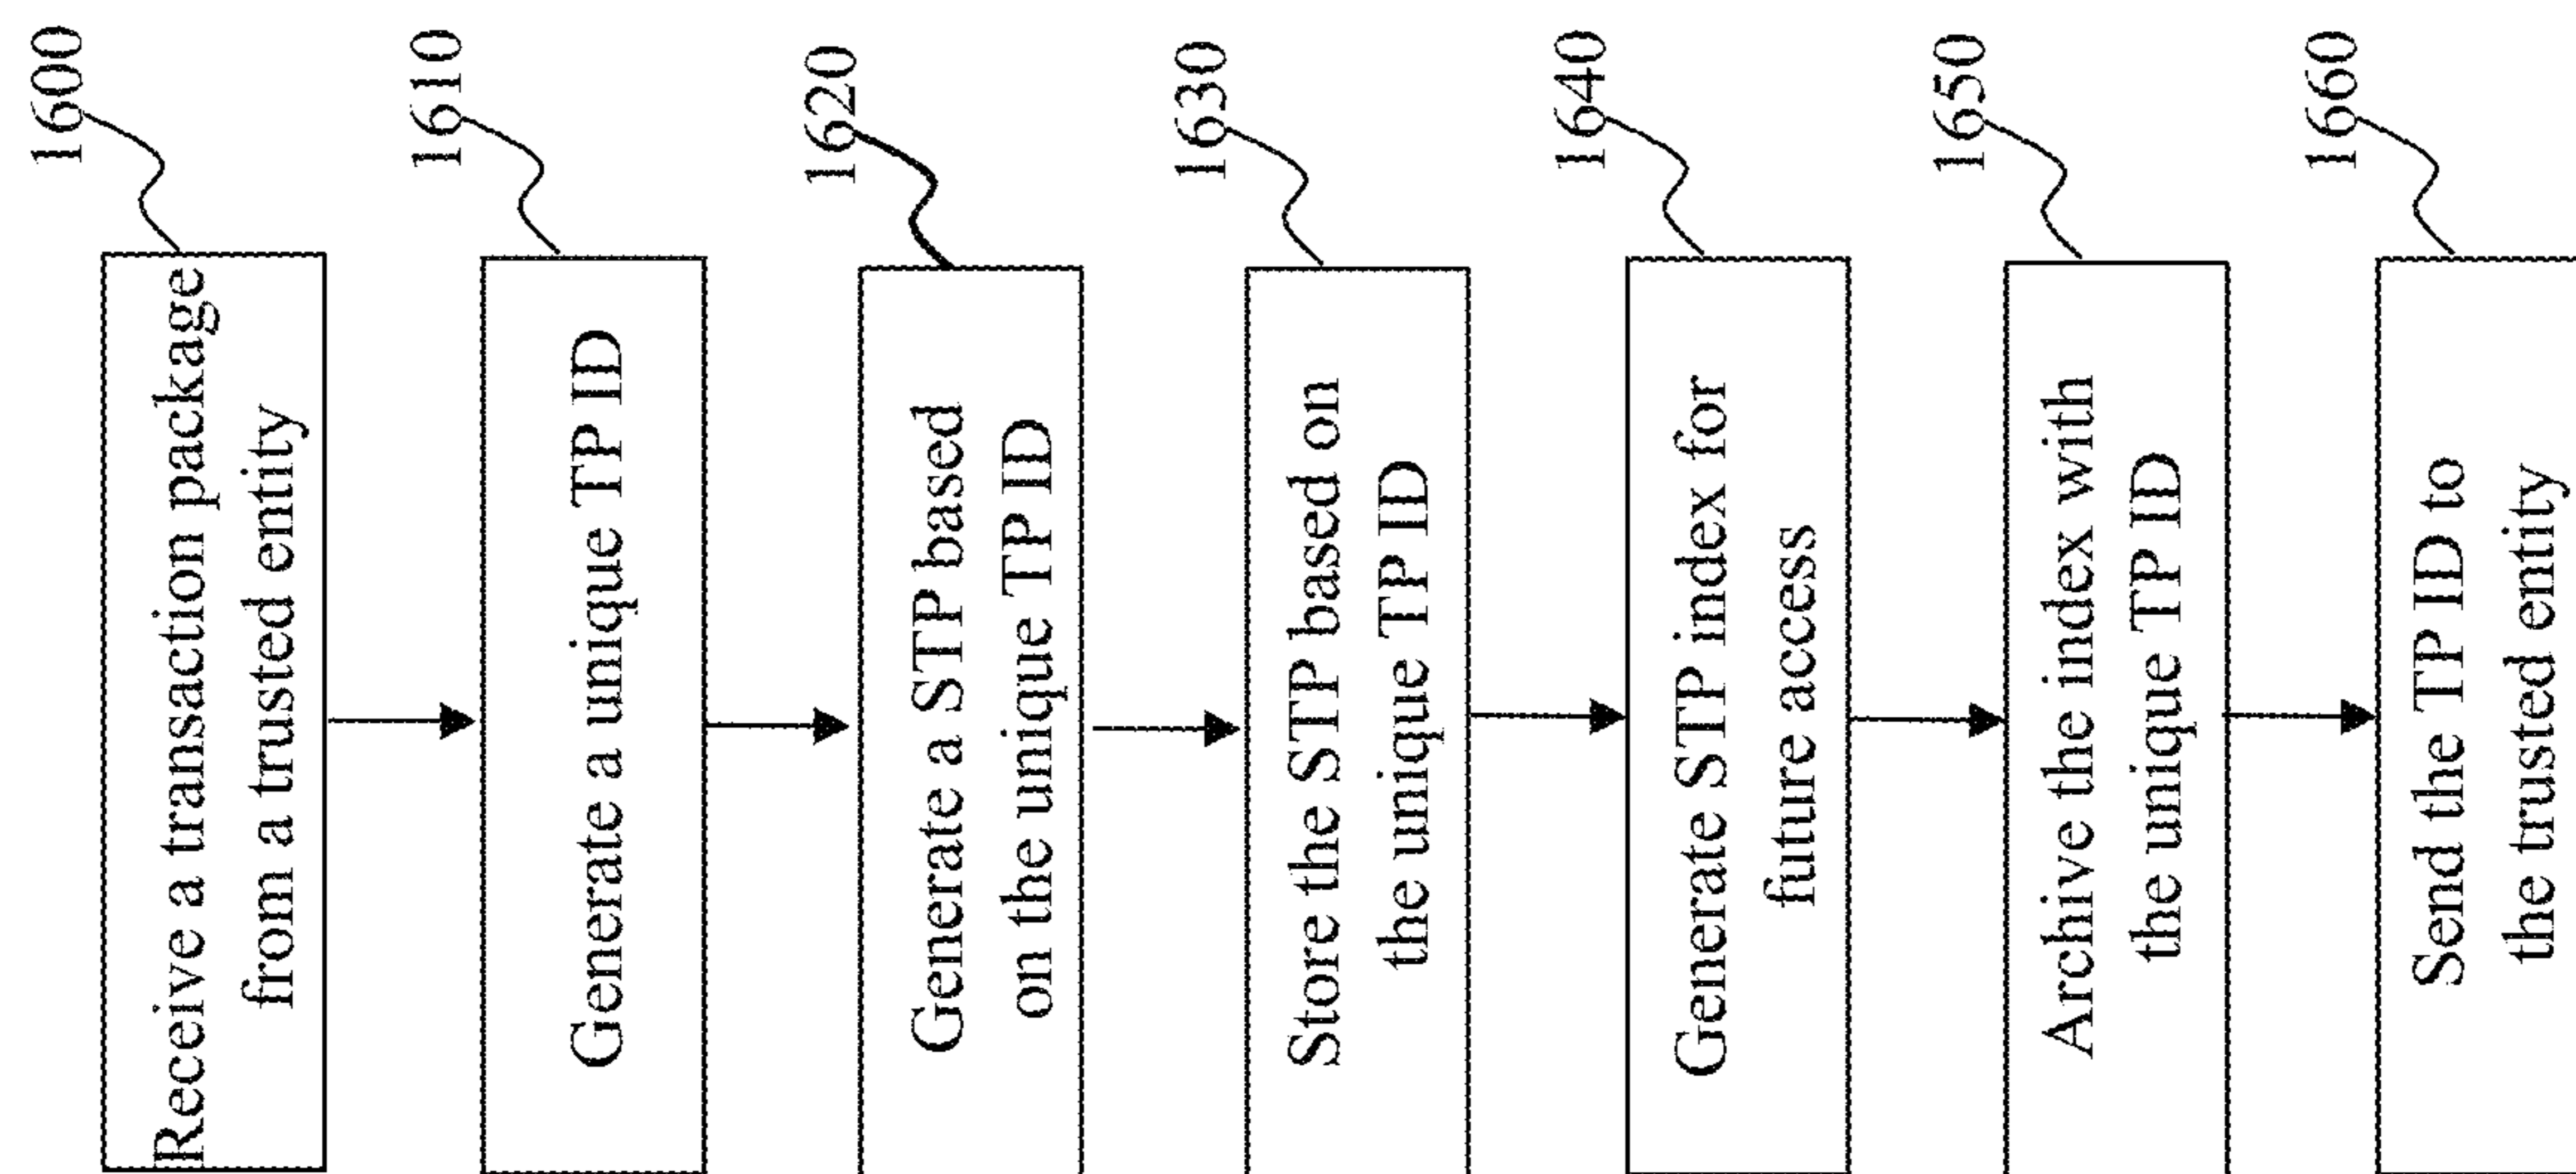 1600
Receive a transaction package
from a trusted entity
1610
Generate a unique TP ID
1620
Generate a STP based
on the unique TP ID
1630
Store the STP based on
the unique TP ID
1640
Generate STP index for
future access
1650
Archive the index with
the unique TP ID
1660
Send the TP ID to
the trusted entity